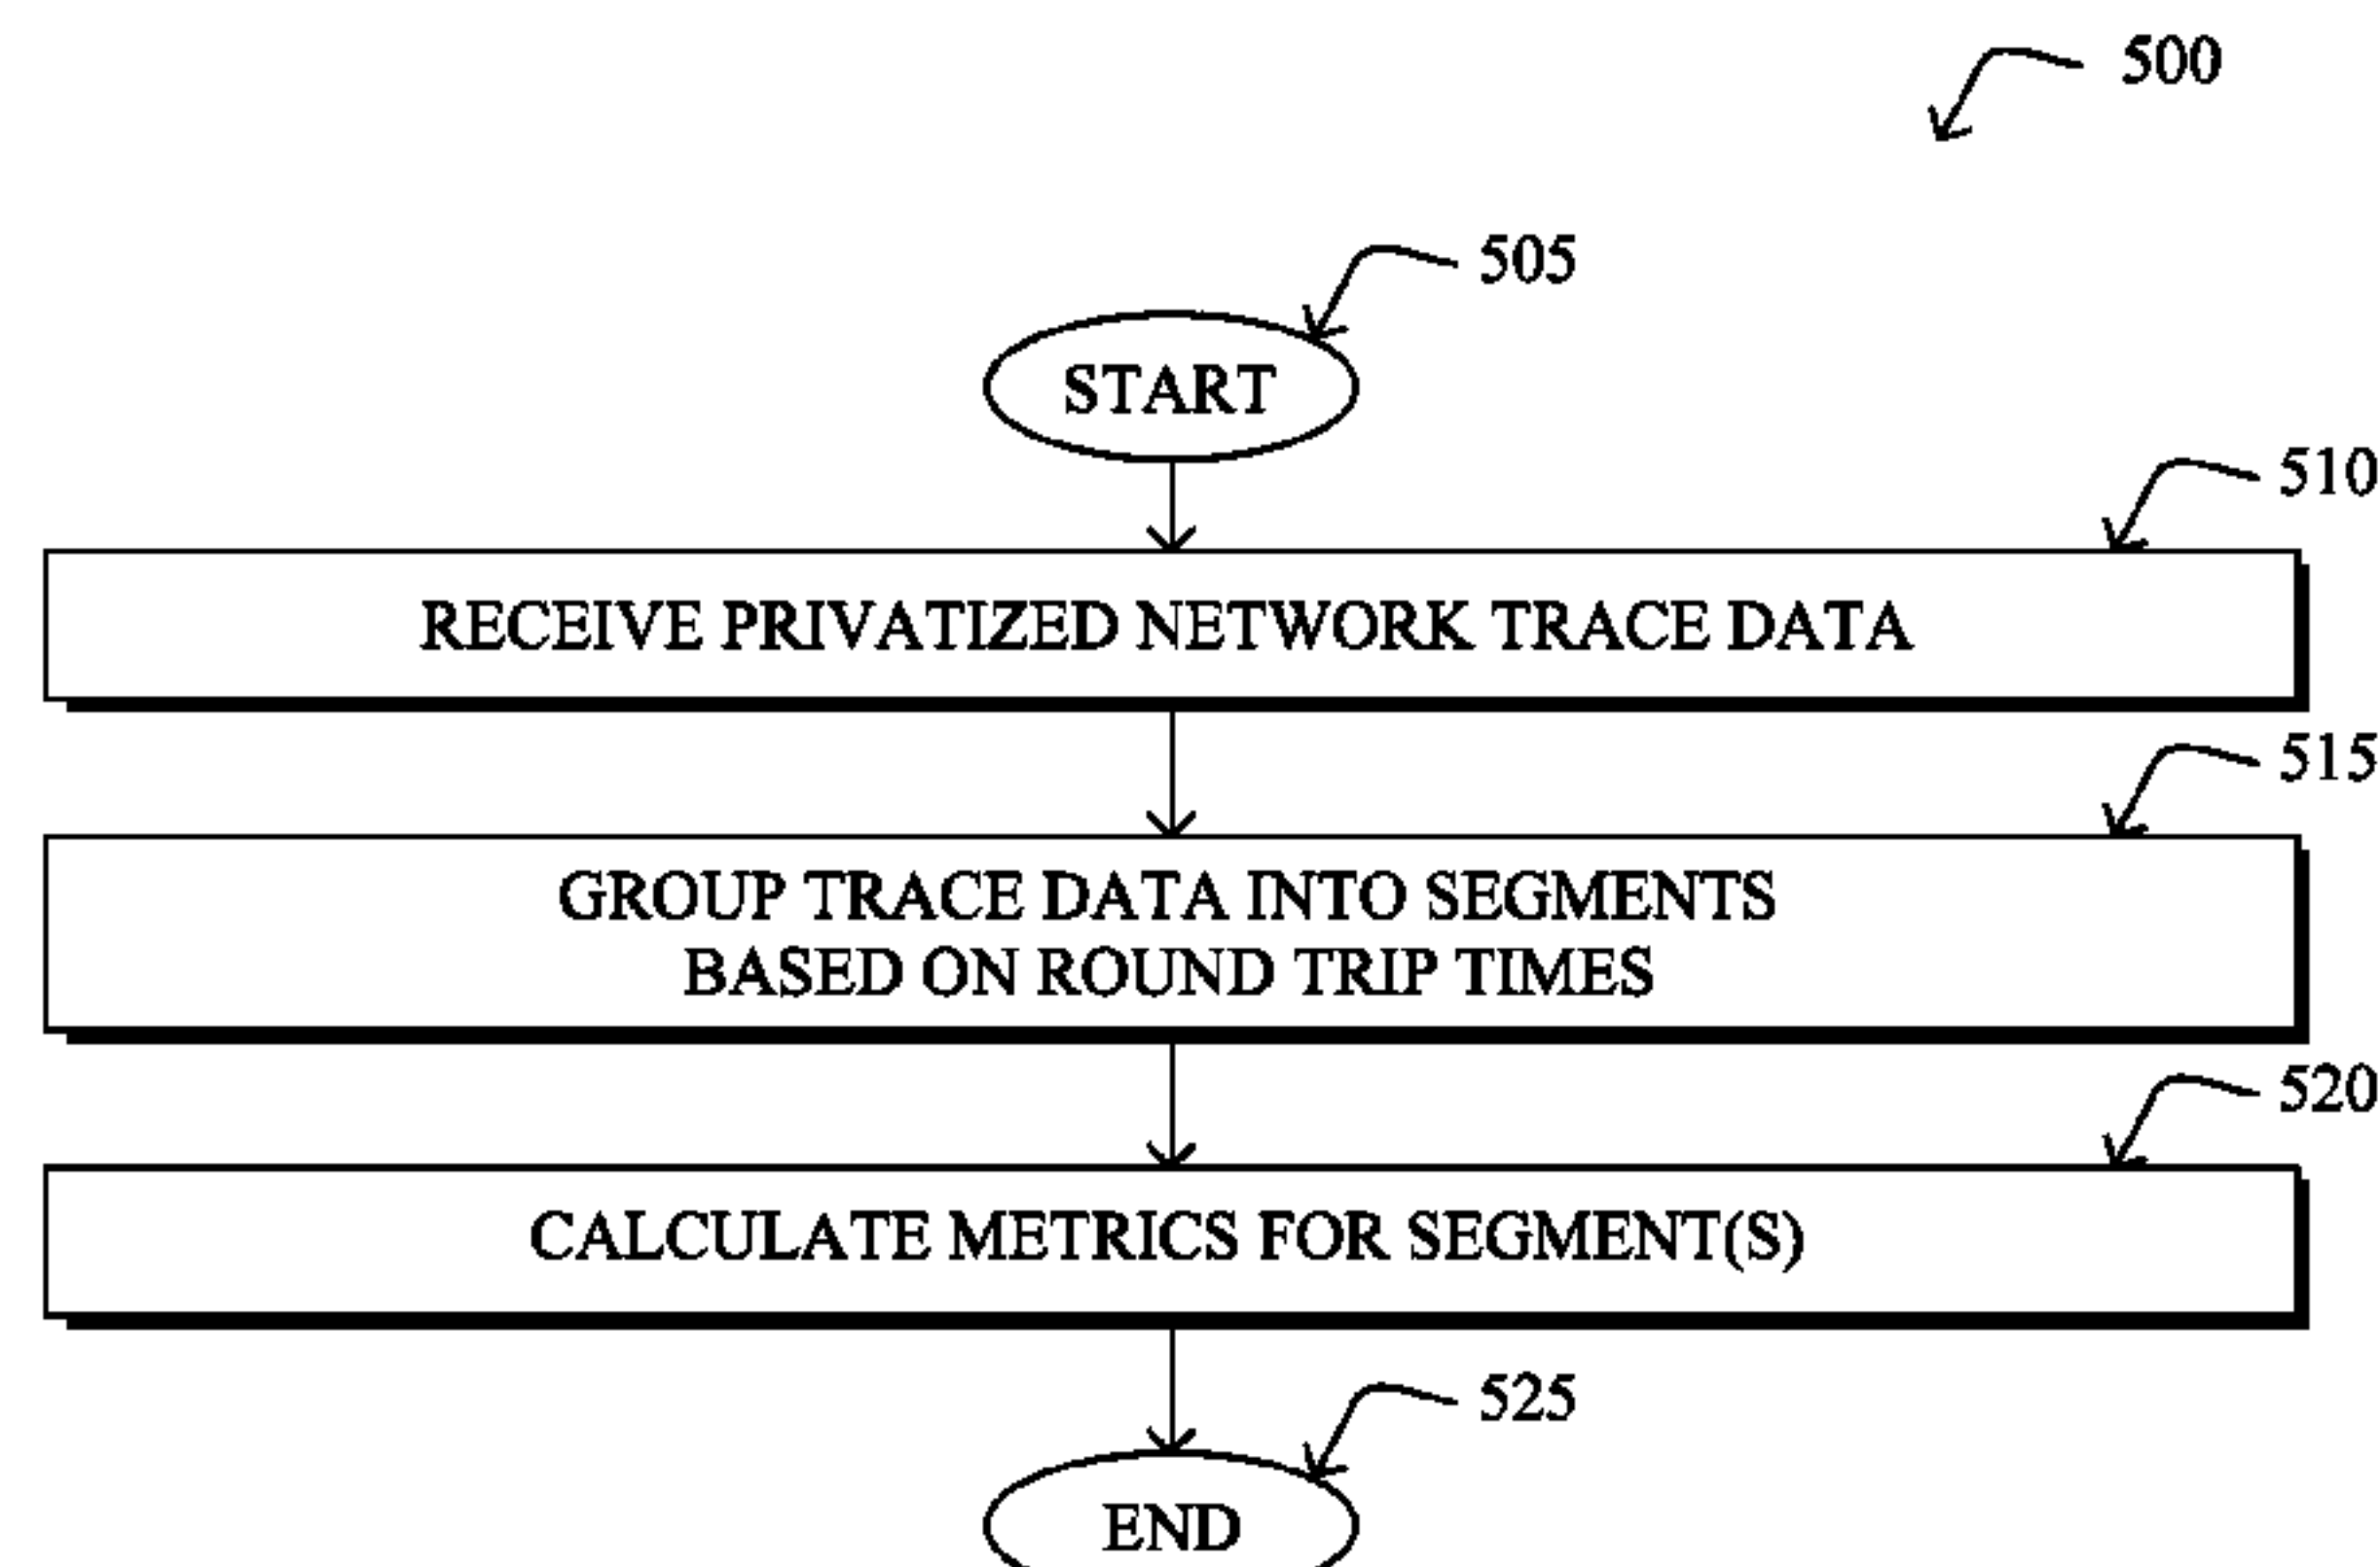 500
505
START
510
RECEIVE PRIVATIZED NETWORK TRACE DATA
515
GROUP TRACE DATA INTO SEGMENTS
BASED ON ROUND TRIP TIMES
520
CALCULATE METRICS FOR SEGMENT(S)
525
END